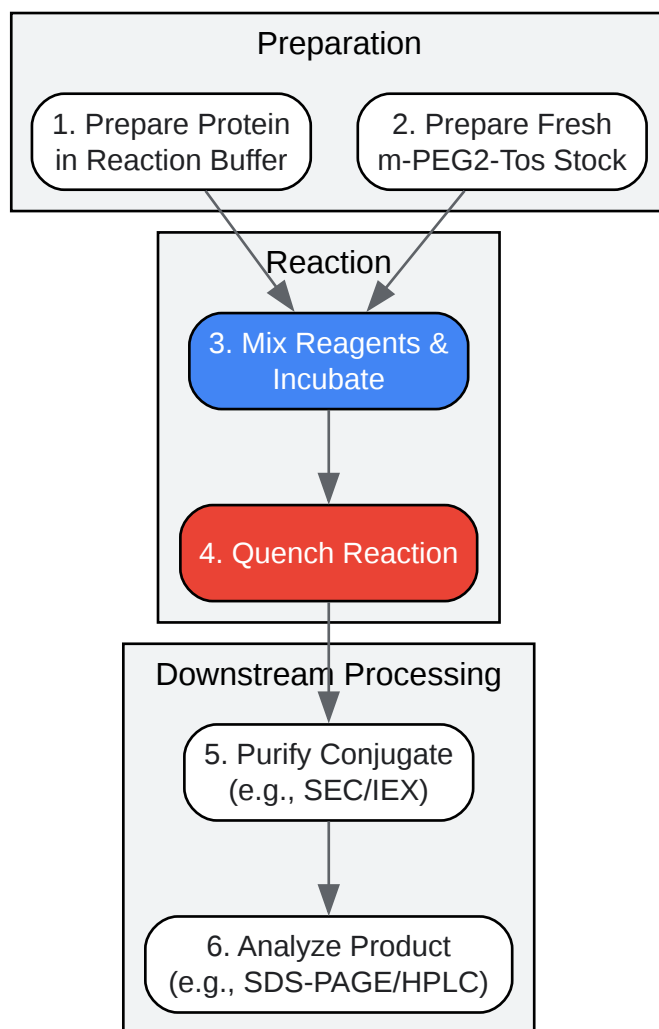 Preparation
1. Prepare Protein
in Reaction Buffer
2. Prepare Fresh
m-PEG2-Tos Stock
Reaction
3. Mix Reagents &
Incubate
4. Quench Reaction
Downstream Processing
5. Purify Conjugate
(e.g., SEC/IEX)
6. Analyze Product
(e.g., SDS-PAGE/HPLC)